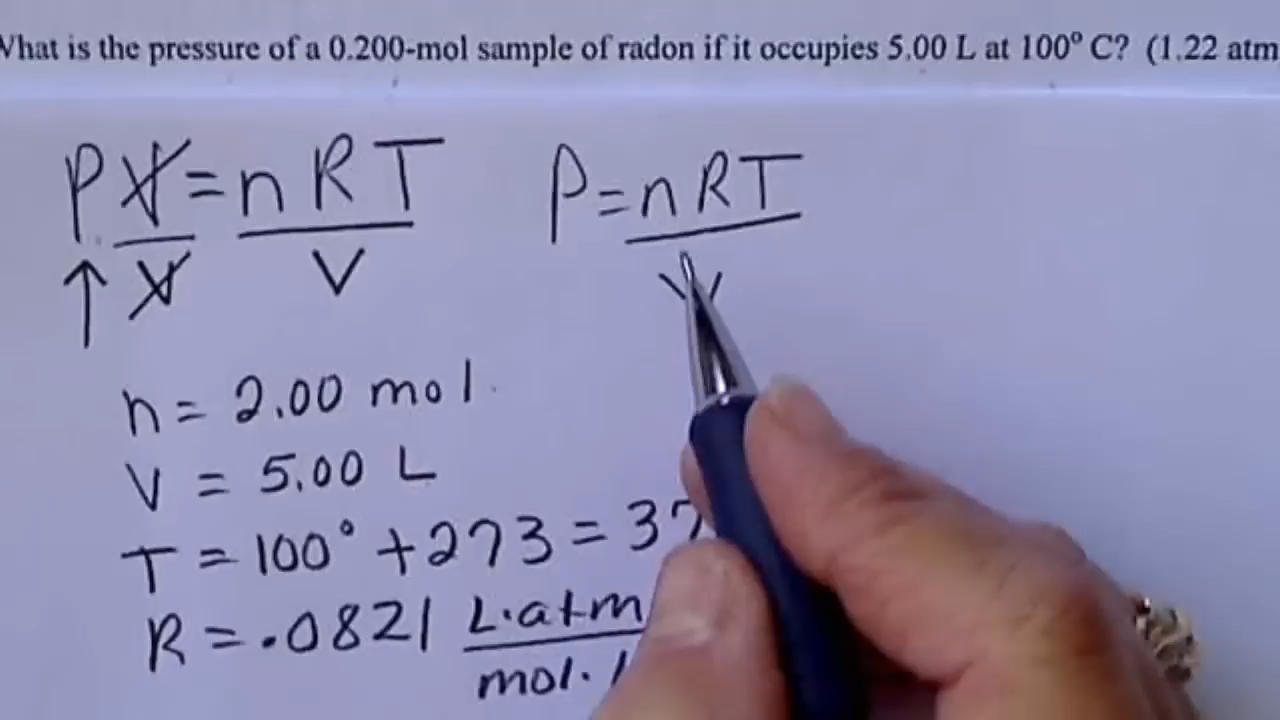 What is the pressure of a 0.200-mol sample of radon if it occupies 5.00 L at 100° C? (1.22 atm
PV = nRT
V V
P = nRT
V
n = 2.00 mol
V = 5.00 L
T = 100° + 273 = 37
R = .0821 L·atm
mol·